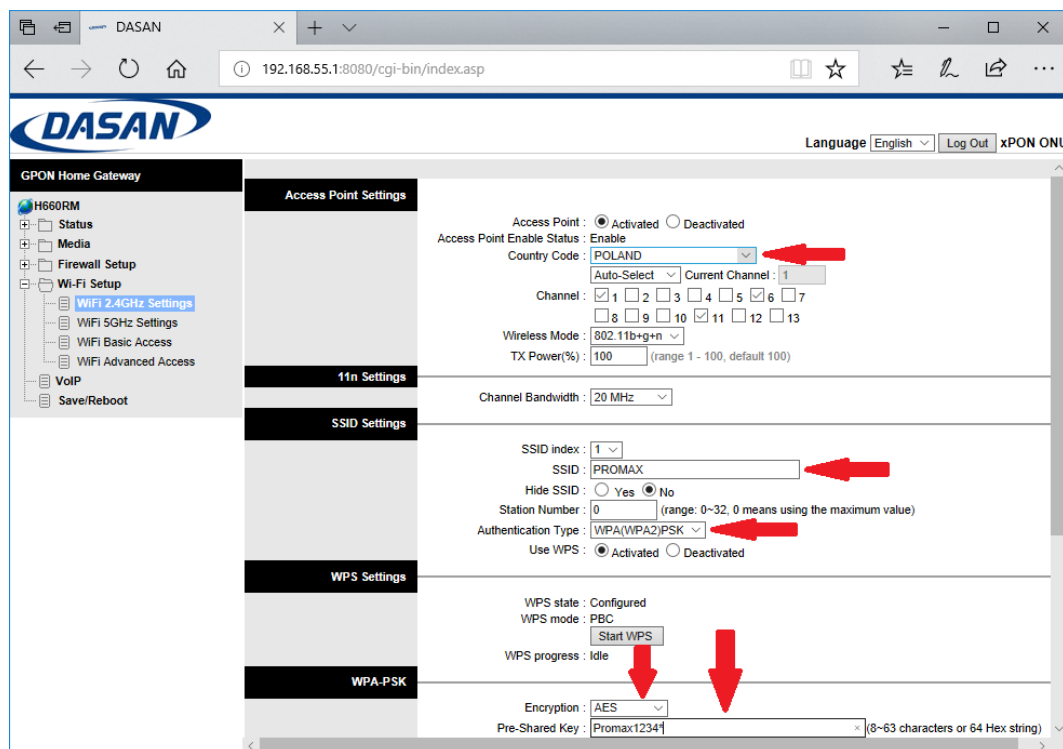 DASAN
192.168.55.1:8080/cgi-bin/index.asp
DASAN
Language English Log Out xPON ONU
GPON Home Gateway
H660RM
Status
Media
Firewall Setup
Wi-Fi Setup
WiFi 2.4GHz Settings
WiFi 5GHz Settings
WiFi Basic Access
WiFi Advanced Access
VoIP
Save/Reboot
Access Point Settings
Access Point : Activated Deactivated
Access Point Enable Status : Enable
Country Code : POLAND
Auto-Select Current Channel : 1
Channel : 1 2 3 4 5 6 7
8 9 10 11 12 13
Wireless Mode : 802.11b+g+n
TX Power(%) : 100 (range 1 - 100, default 100)
11n Settings
Channel Bandwidth : 20 MHz
SSID Settings
SSID index : 1
SSID : PROMAX
Hide SSID : Yes No
Station Number : 0 (range: 0~32, 0 means using the maximum value)
Authentication Type : WPA(WPA2)PSK
Use WPS : Activated Deactivated
WPS Settings
WPS state : Configured
WPS mode : PBC
Start WPS
WPS progress : Idle
WPA-PSK
Encryption : AES
Pre-Shared Key : Promax1234* (8~63 characters or 64 Hex string)